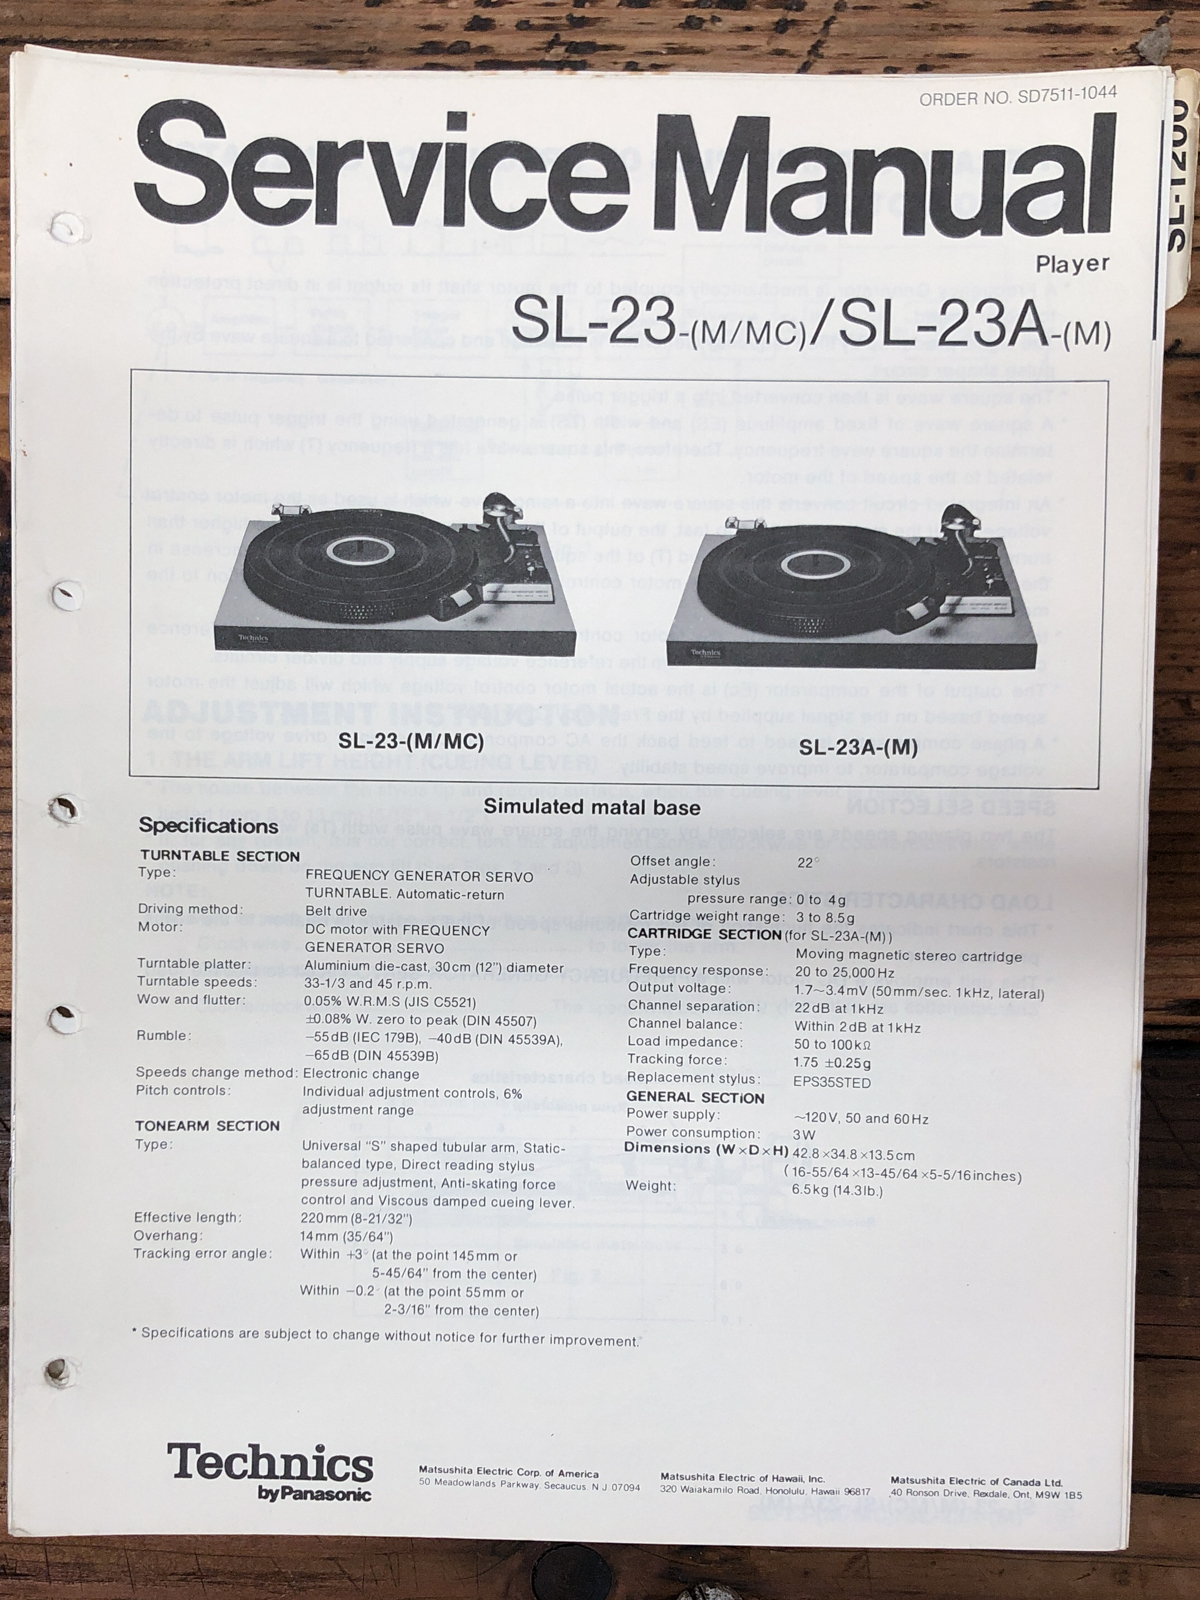 ORDER NO. SD7511-1044
SL-1200
Service Manual
Player
SL-23-(M/MC)/SL-23A-(M)
Technics
Technics
SL-23-(M/MC)
SL-23A-(M)
Simulated matal base
Specifications
TURNTABLE SECTION
Type: FREQUENCY GENERATOR SERVO
TURNTABLE. Automatic-return
Driving method: Belt drive
Motor: DC motor with FREQUENCY
GENERATOR SERVO
Turntable platter: Aluminium die-cast, 30cm (12") diameter
Turntable speeds: 33-1/3 and 45 r.p.m.
Wow and flutter: 0.05% W.R.M.S (JIS C5521)
±0.08% W. zero to peak (DIN 45507)
Rumble: −55dB (IEC 179B), −40dB (DIN 45539A),
−65dB (DIN 45539B)
Speeds change method: Electronic change
Pitch controls: Individual adjustment controls, 6%
adjustment range
TONEARM SECTION
Type: Universal "S" shaped tubular arm, Static-
balanced type, Direct reading stylus
pressure adjustment, Anti-skating force
control and Viscous damped cueing lever.
Effective length: 220mm (8-21/32")
Overhang: 14mm (35/64")
Tracking error angle: Within +3° (at the point 145mm or
5-45/64" from the center)
Within −0.2° (at the point 55mm or
2-3/16" from the center)
* Specifications are subject to change without notice for further improvement.
Offset angle: 22°
Adjustable stylus
pressure range: 0 to 4g
Cartridge weight range: 3 to 8.5g
CARTRIDGE SECTION (for SL-23A-(M))
Type: Moving magnetic stereo cartridge
Frequency response: 20 to 25,000Hz
Output voltage: 1.7~3.4mV (50mm/sec. 1kHz, lateral)
Channel separation: 22dB at 1kHz
Channel balance: Within 2dB at 1kHz
Load impedance: 50 to 100kΩ
Tracking force: 1.75 ±0.25g
Replacement stylus: EPS35STED
GENERAL SECTION
Power supply: ~120V, 50 and 60Hz
Power consumption: 3W
Dimensions (W×D×H) 42.8×34.8×13.5cm
(16-55/64×13-45/64×5-5/16inches)
Weight: 6.5kg (14.3lb.)
Technics
by Panasonic
Matsushita Electric Corp. of America
50 Meadowlands Parkway, Secaucus N J 07094
Matsushita Electric of Hawaii, Inc.
320 Waiakamilo Road, Honolulu, Hawaii 96817
Matsushita Electric of Canada Ltd.
40 Ronson Drive, Rexdale, Ont, M9W 1B5